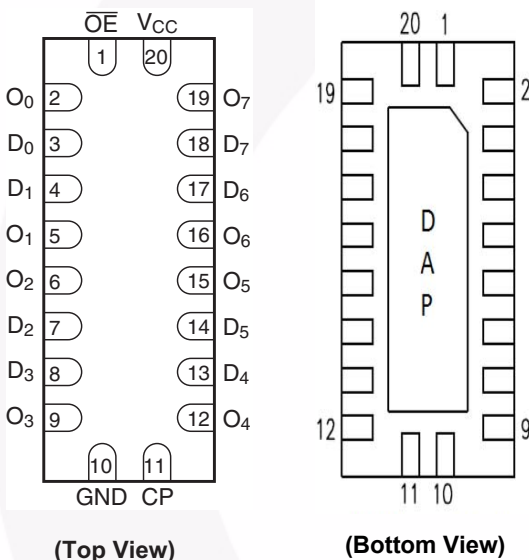 OE VCC
1 20
O0 2 19 O7
D0 3 18 D7
D1 4 17 D6
O1 5 16 O6
O2 6 15 O5
D2 7 14 D5
D3 8 13 D4
O3 9 12 O4
10 11
GND CP
(Top View)
20 1
19 2
D
A
P
12 9
11 10
(Bottom View)